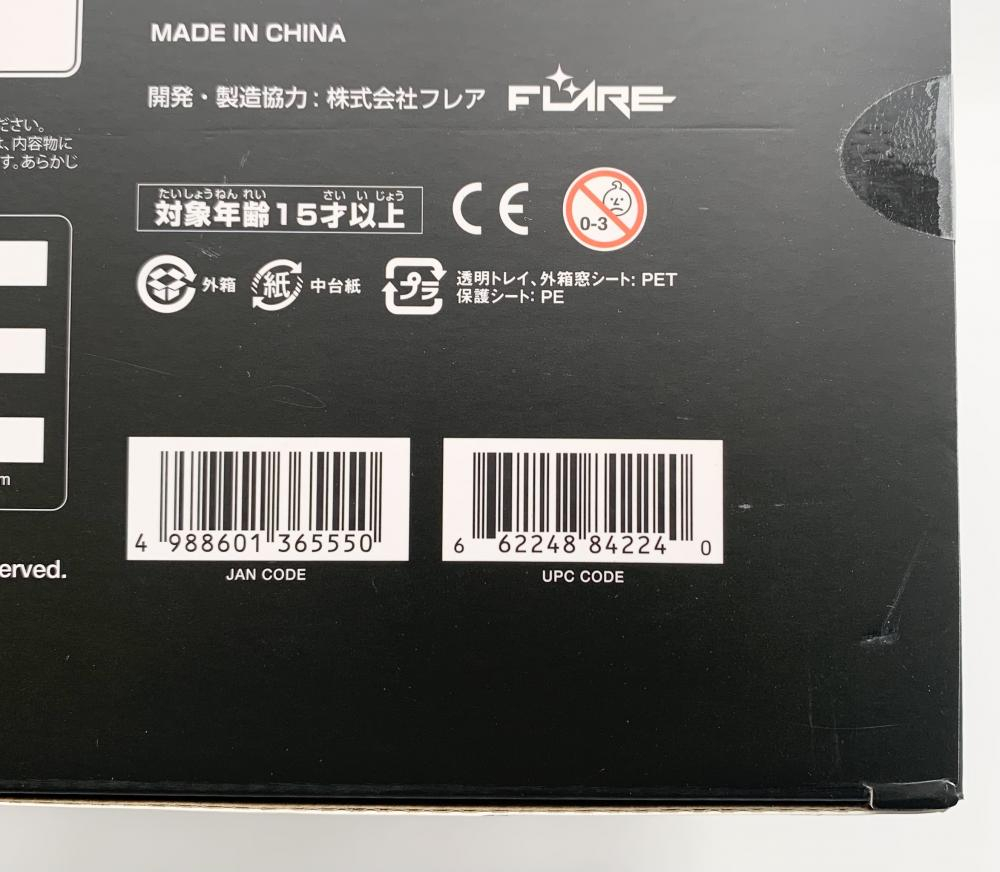 MADE IN CHINA
開発・製造協力：株式会社フレア FLARE
ださい。
、内容物に
す。あらかじ
たいしょうねんれい さいいじょう
対象年齢15才以上
CE
0-3
外箱
紙
中台紙
プラ
透明トレイ、外箱窓シート: PET
保護シート: PE
m
erved.
4 988601 365550
JAN CODE
6 62248 84224 0
UPC CODE